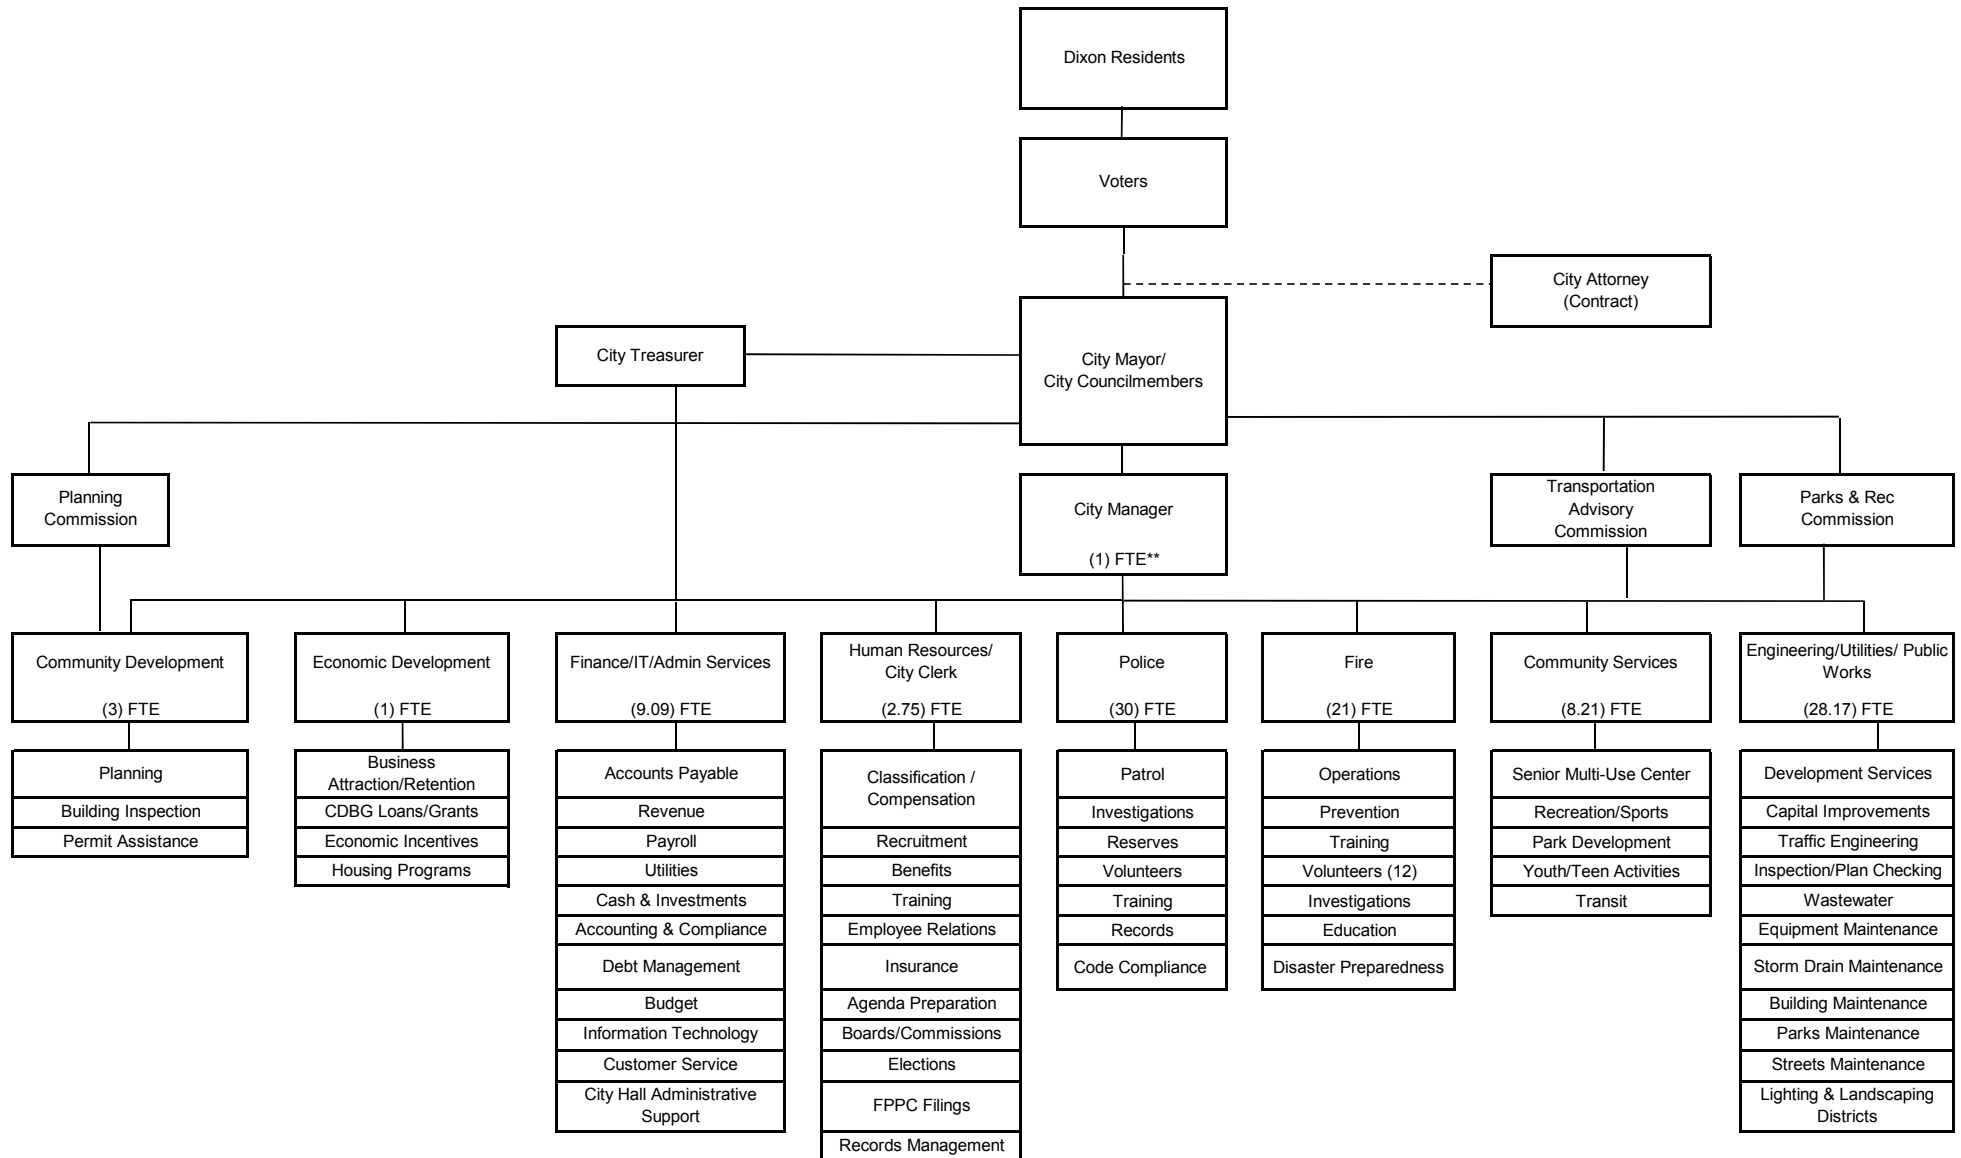 Dixon Residents
Voters
City Attorney
(Contract)
City Treasurer
City Mayor/
City Councilmembers
Planning
Commission
City Manager
(1) FTE**
Transportation
Advisory
Commission
Parks & Rec
Commission
Community Development
(3) FTE
Planning
Building Inspection
Permit Assistance
Economic Development
(1) FTE
Business
Attraction/Retention
CDBG Loans/Grants
Economic Incentives
Housing Programs
Finance/IT/Admin Services
(9.09) FTE
Accounts Payable
Revenue
Payroll
Utilities
Cash & Investments
Accounting & Compliance
Debt Management
Budget
Information Technology
Customer Service
City Hall Administrative
Support
Human Resources/
City Clerk
(2.75) FTE
Classification /
Compensation
Recruitment
Benefits
Training
Employee Relations
Insurance
Agenda Preparation
Boards/Commissions
Elections
FPPC Filings
Records Management
Police
(30) FTE
Patrol
Investigations
Reserves
Volunteers
Training
Records
Code Compliance
Fire
(21) FTE
Operations
Prevention
Training
Volunteers (12)
Investigations
Education
Disaster Preparedness
Community Services
(8.21) FTE
Senior Multi-Use Center
Recreation/Sports
Park Development
Youth/Teen Activities
Transit
Engineering/Utilities/ Public
Works
(28.17) FTE
Development Services
Capital Improvements
Traffic Engineering
Inspection/Plan Checking
Wastewater
Equipment Maintenance
Storm Drain Maintenance
Building Maintenance
Parks Maintenance
Streets Maintenance
Lighting & Landscaping
Districts